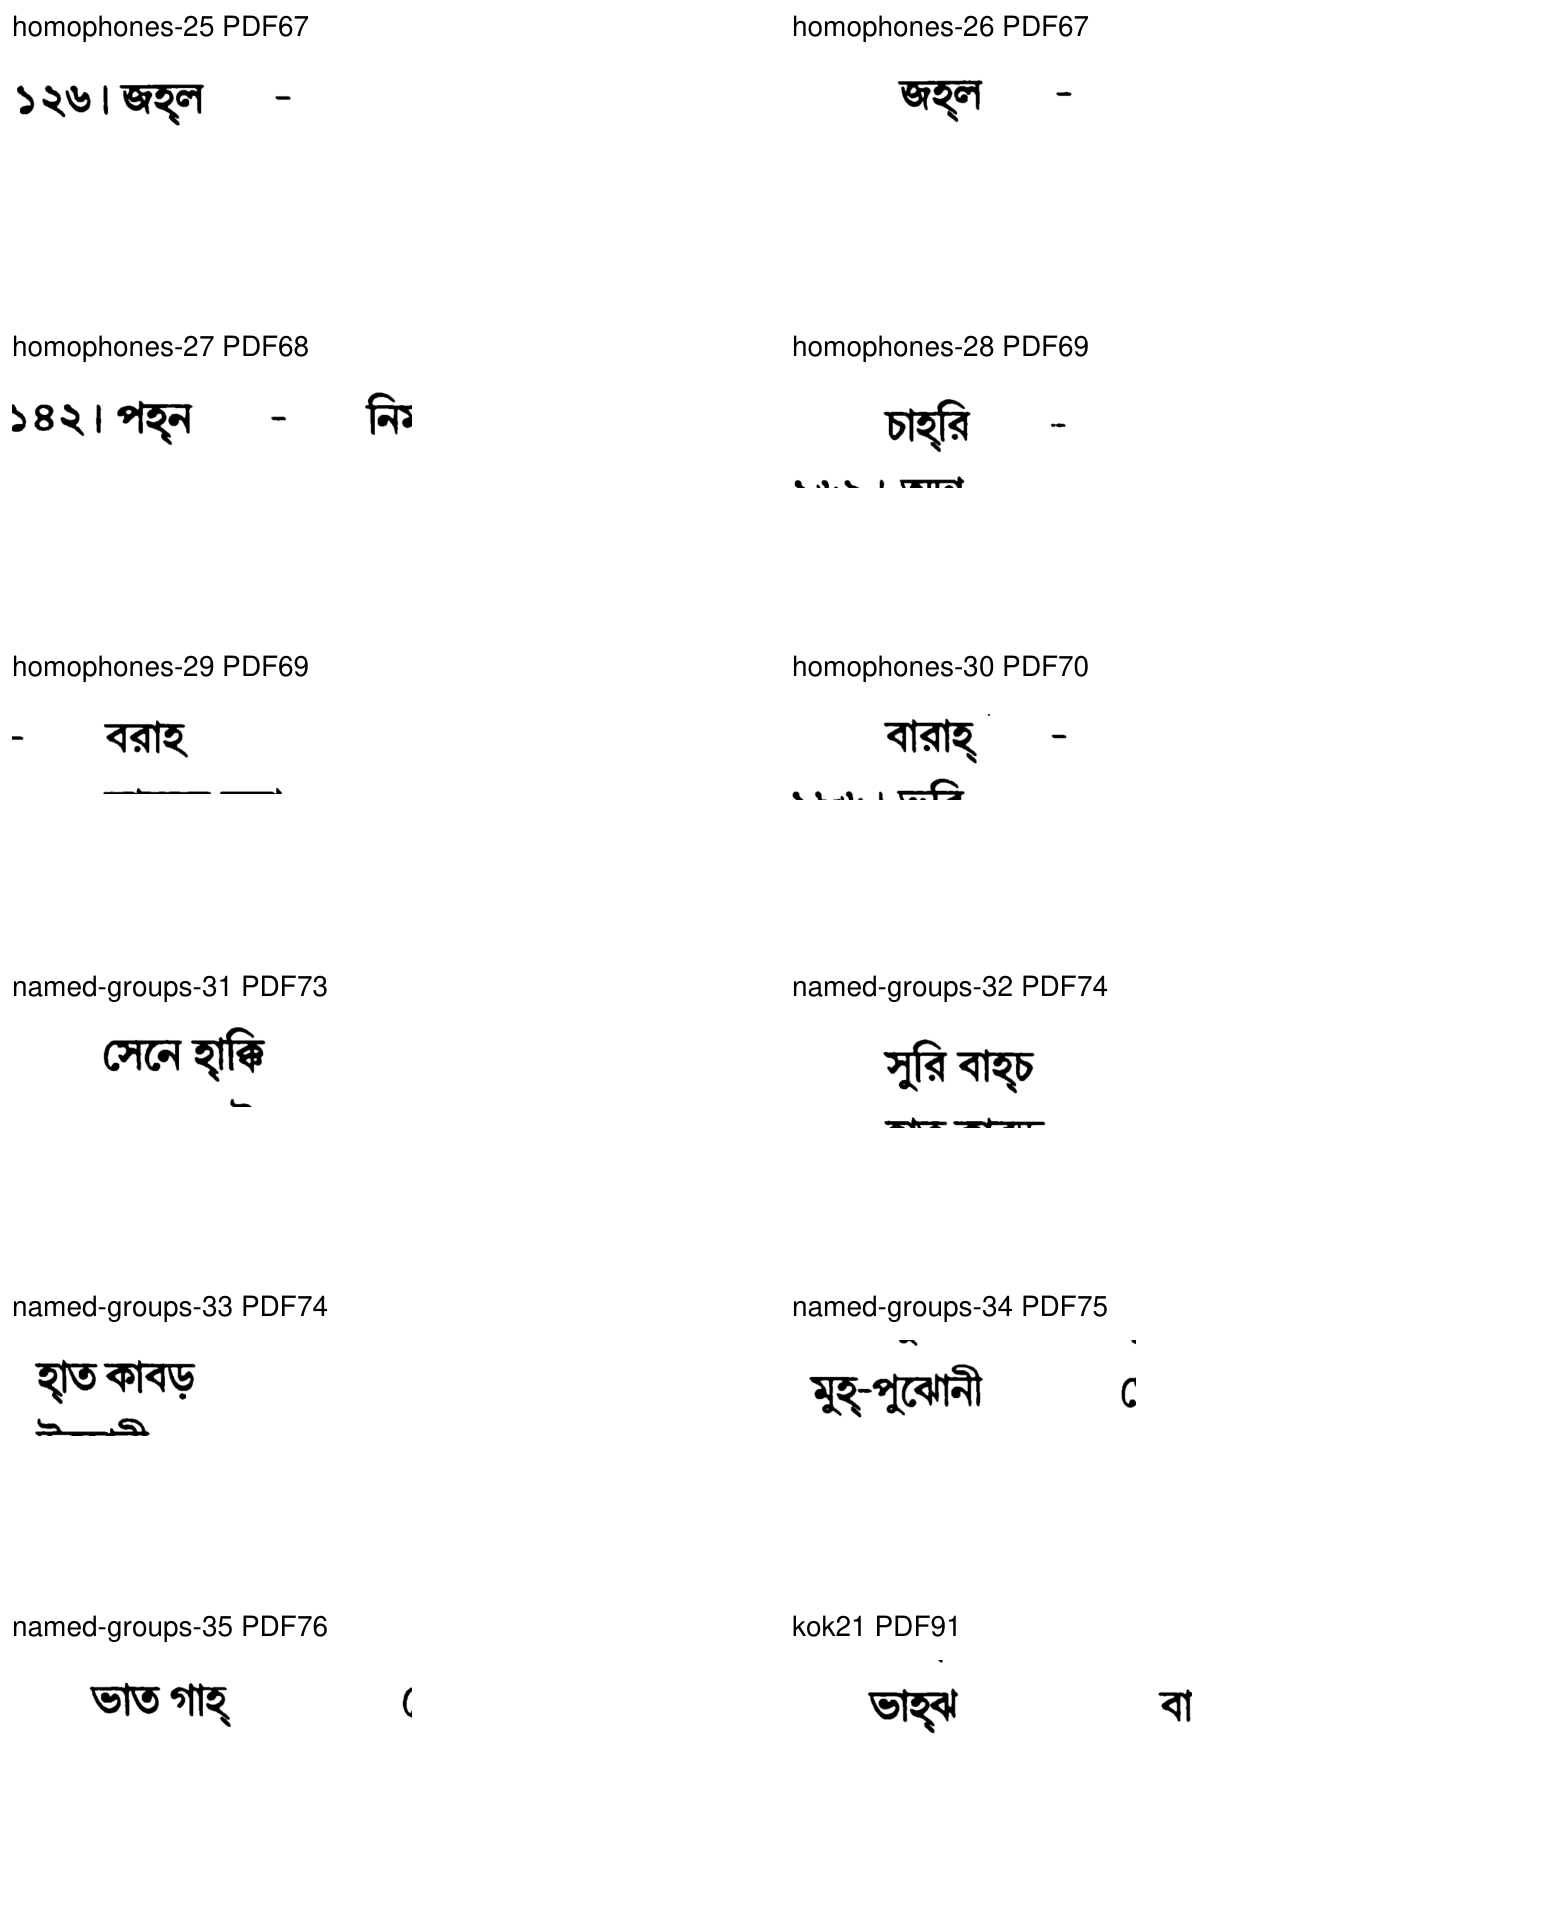 homophones-25 PDF67
homophones-26 PDF67
১২৬। জহ্‌ল -
জহ্‌ল -
homophones-27 PDF68
homophones-28 PDF69
১৪২। পহ্‌ন -
চাহ্‌রি -
homophones-29 PDF69
homophones-30 PDF70
- বরাহ
বারাহ্ -
named-groups-31 PDF73
named-groups-32 PDF74
সেনে হ্াক্কি
সুরি বাহ্‌চ
named-groups-33 PDF74
named-groups-34 PDF75
হ্াত কাবড়
মুহ্-পুঝোনী
named-groups-35 PDF76
kok21 PDF91
ভাত গাহ্
ভাহ্‌ঝ বা